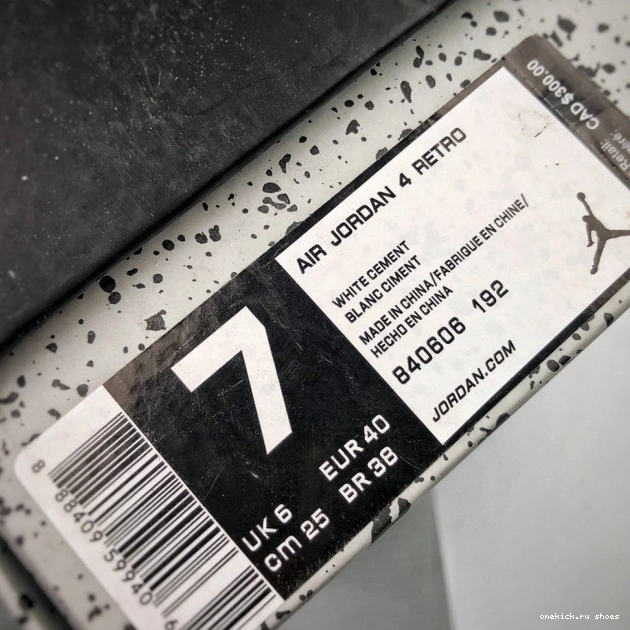 CAD $300.00
Retail:
AIR JORDAN 4 RETRO
WHITE CEMENT
BLANC CIMENT
MADE IN CHINA/FABRIQUE EN CHINE/
HECHO EN CHINA
840606 192
JORDAN.COM
7
UK 6 EUR 40
CM 25 BR 38
8 88409 59940 6
onekick.ru shoes